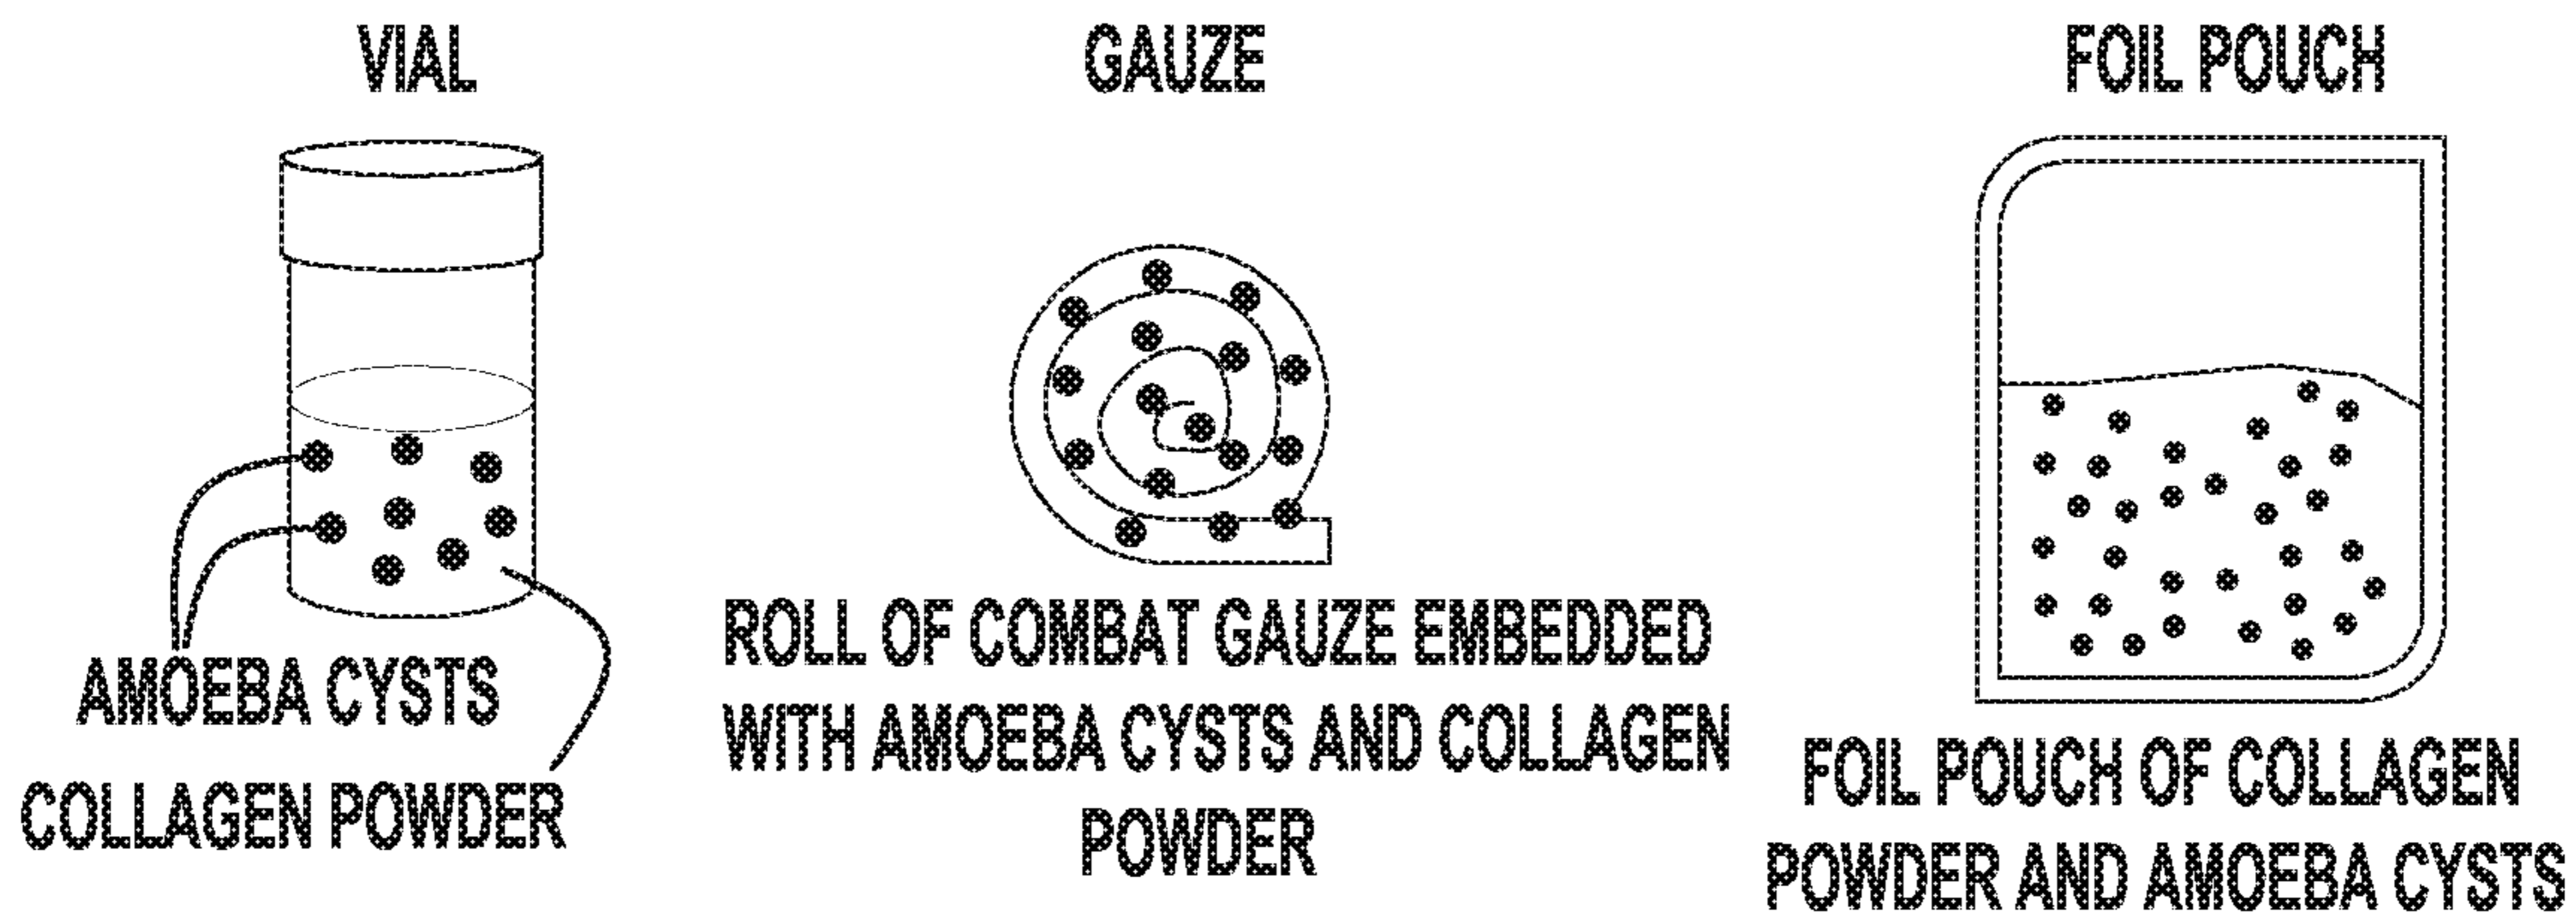 VIAL
AMOEBA CYSTS
COLLAGEN POWDER
GAUZE
ROLL OF COMBAT GAUZE EMBEDDED
WITH AMOEBA CYSTS AND COLLAGEN
POWDER
FOIL POUCH
FOIL POUCH OF COLLAGEN
POWDER AND AMOEBA CYSTS